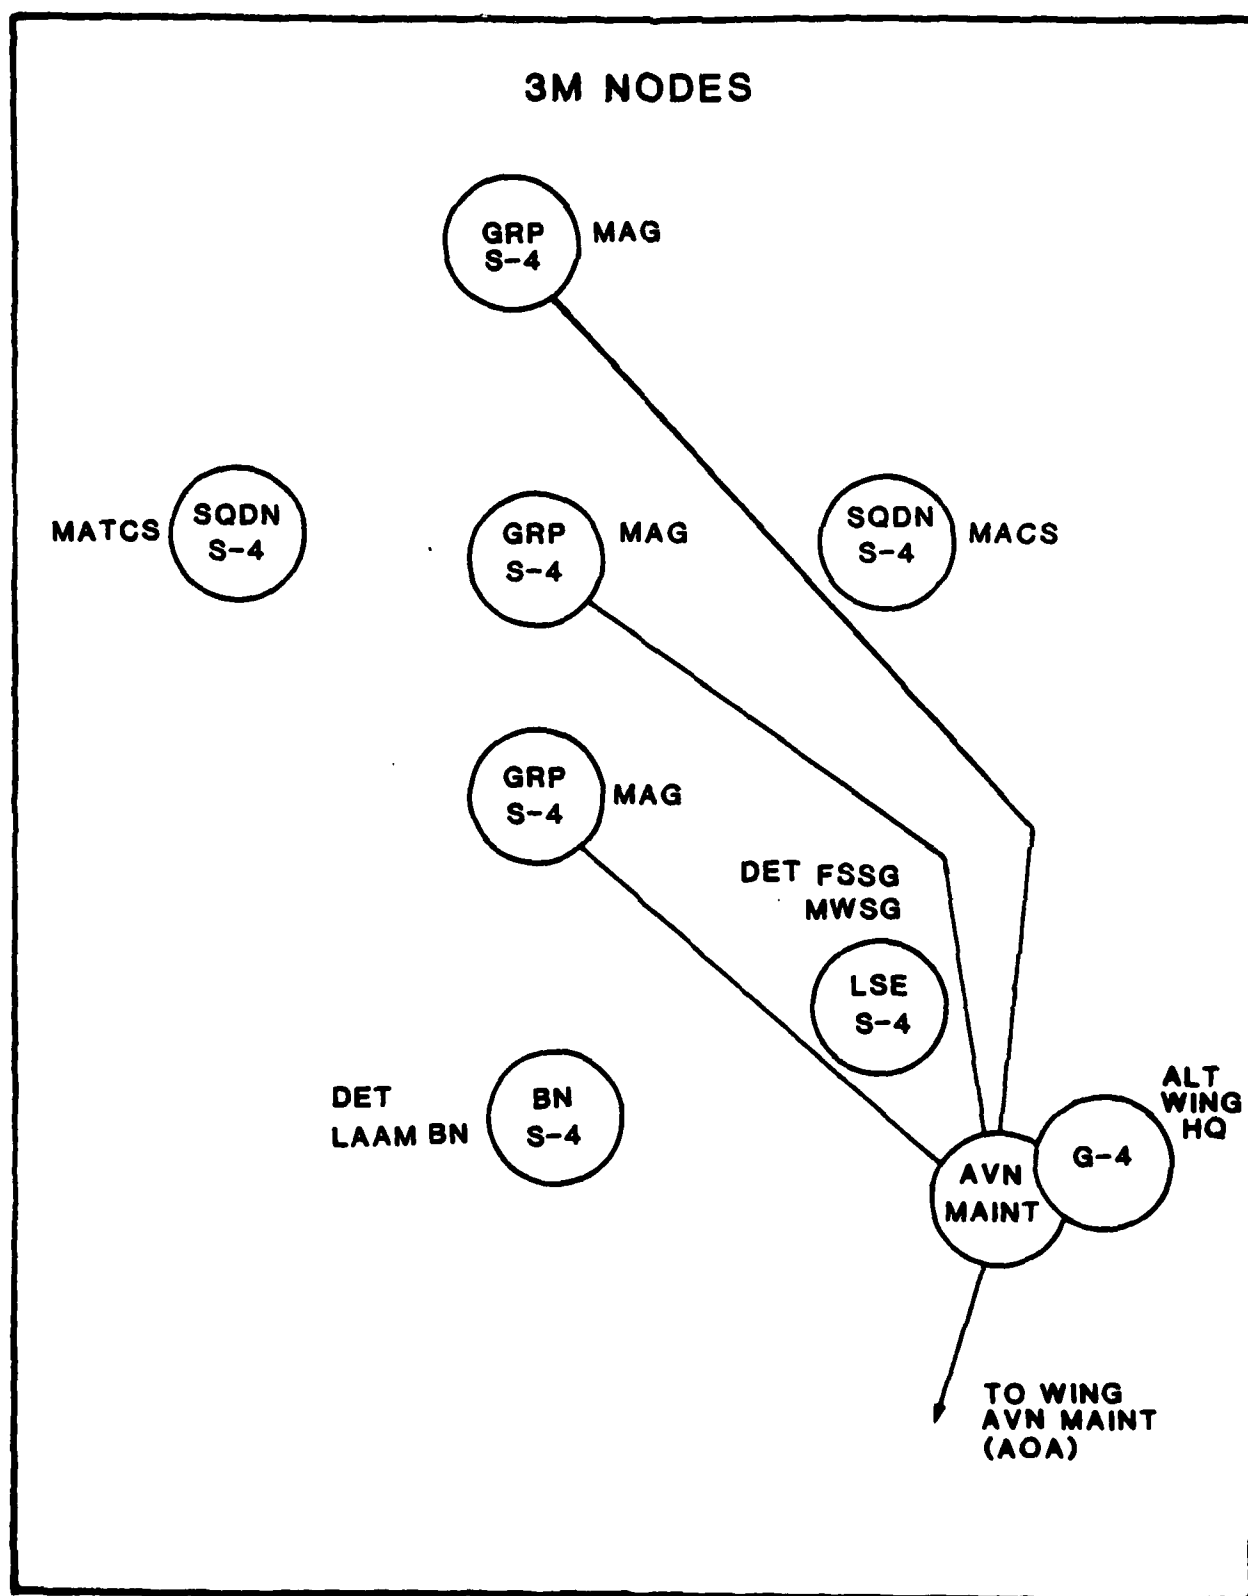 3M NODES
GRP
S-4
MAG
MATCS
SQDN
S-4
GRP
S-4
MAG
SQDN
S-4
MACS
GRP
S-4
MAG
DET FSSG
MWSG
LSE
S-4
DET
LAAM BN
BN
S-4
ALT
WING
HQ
G-4
AVN
MAINT
TO WING
AVN MAINT
(AOA)